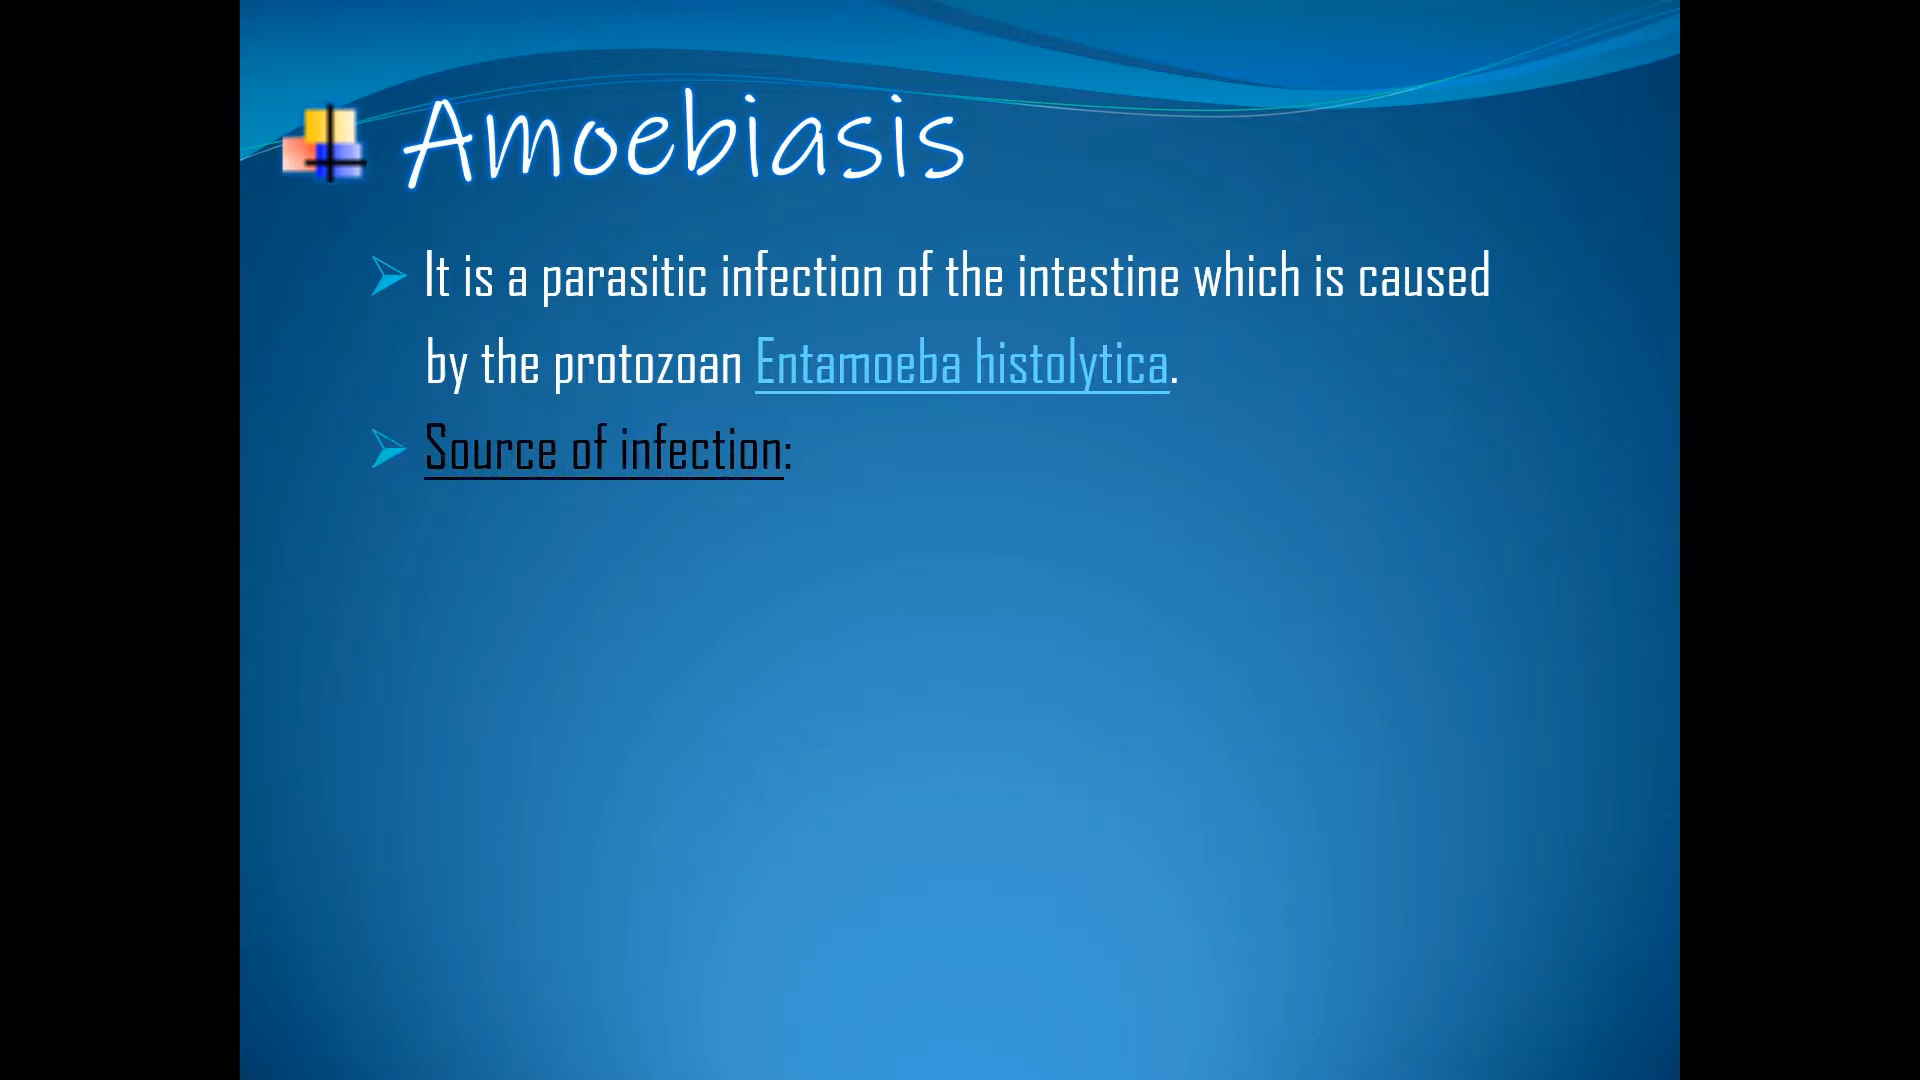 Amoebiasis
It is a parasitic infection of the intestine which is caused
by the protozoan Entamoeba histolytica.
Source of infection: